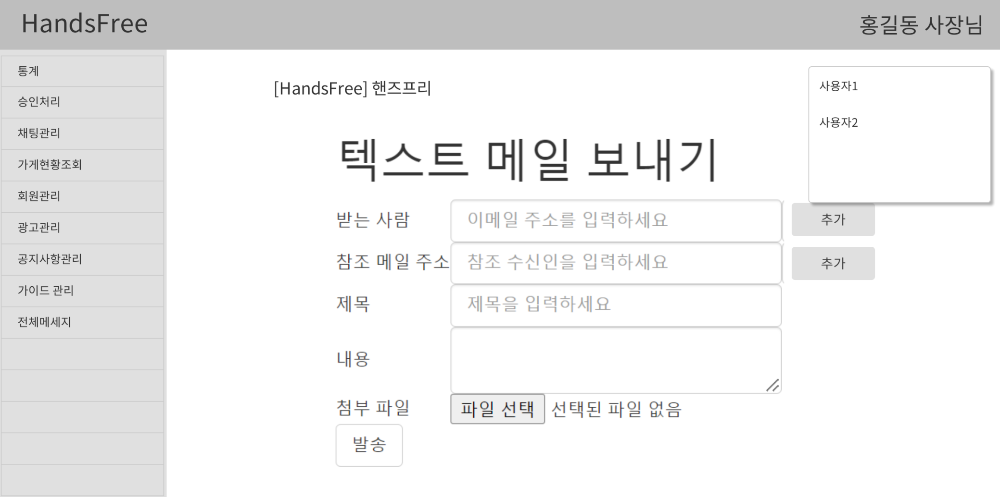 HandsFree
홍길동 사장님
통계
승인처리
채팅관리
가게현황조회
회원관리
광고관리
공지사항관리
가이드 관리
전체메세지
[HandsFree] 핸즈프리
사용자1
사용자2
텍스트 메일 보내기
받는 사람 이메일 주소를 입력하세요 추가
참조 메일 주소 참조 수신인을 입력하세요 추가
제목 제목을 입력하세요
내용
첨부 파일 파일 선택 선택된 파일 없음
발송